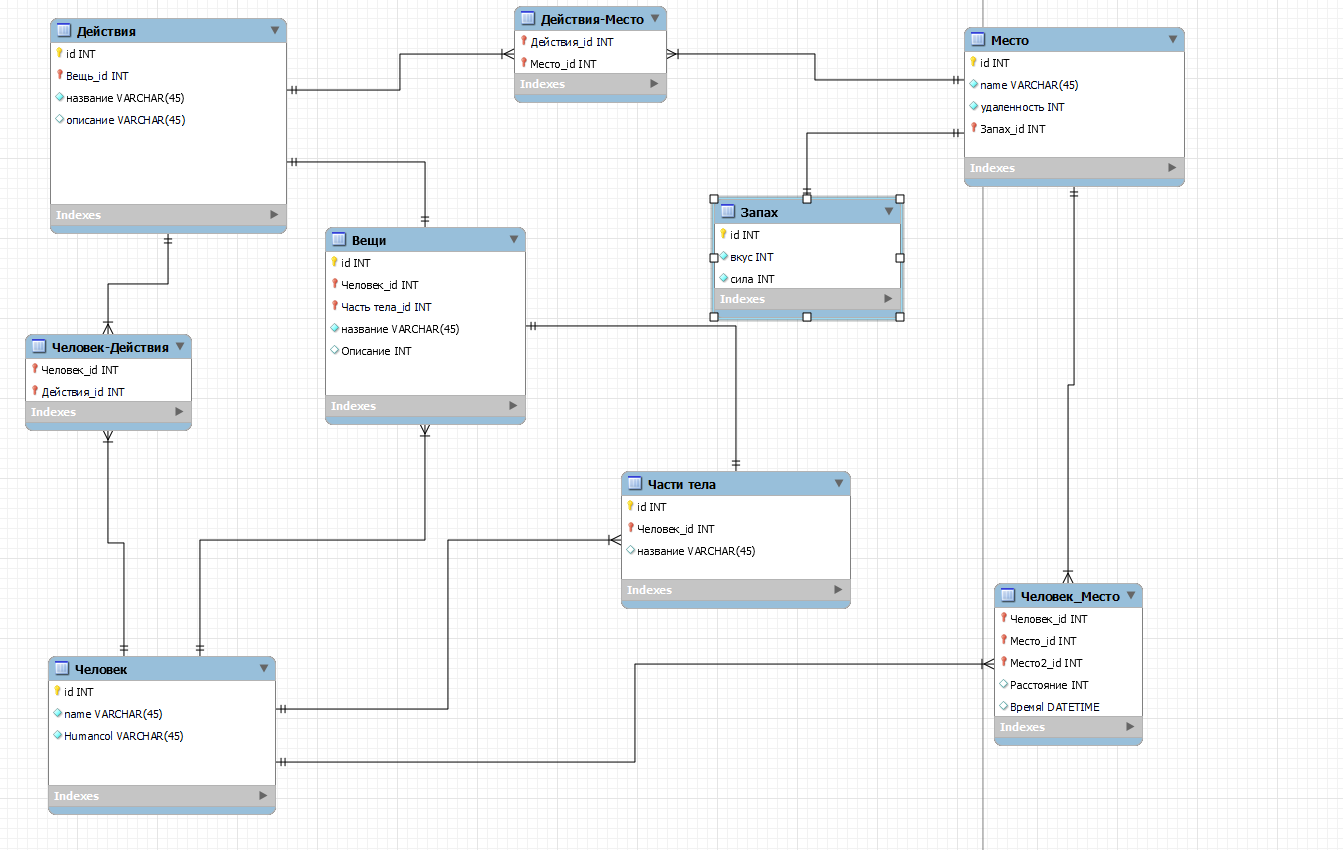 Действия
id INT
Вещь_id INT
название VARCHAR(45)
описание VARCHAR(45)
Indexes
Действия-Место
Действия_id INT
Место_id INT
Indexes
Место
id INT
name VARCHAR(45)
удаленность INT
Запах_id INT
Indexes
Запах
id INT
вкус INT
сила INT
Indexes
Вещи
id INT
Человек_id INT
Часть тела_id INT
название VARCHAR(45)
Описание INT
Indexes
Человек-Действия
Человек_id INT
Действия_id INT
Indexes
Части тела
id INT
Человек_id INT
название VARCHAR(45)
Indexes
Человек_Место
Человек_id INT
Место_id INT
Место2_id INT
Расстояние INT
Время| DATETIME
Indexes
Человек
id INT
name VARCHAR(45)
Humancol VARCHAR(45)
Indexes